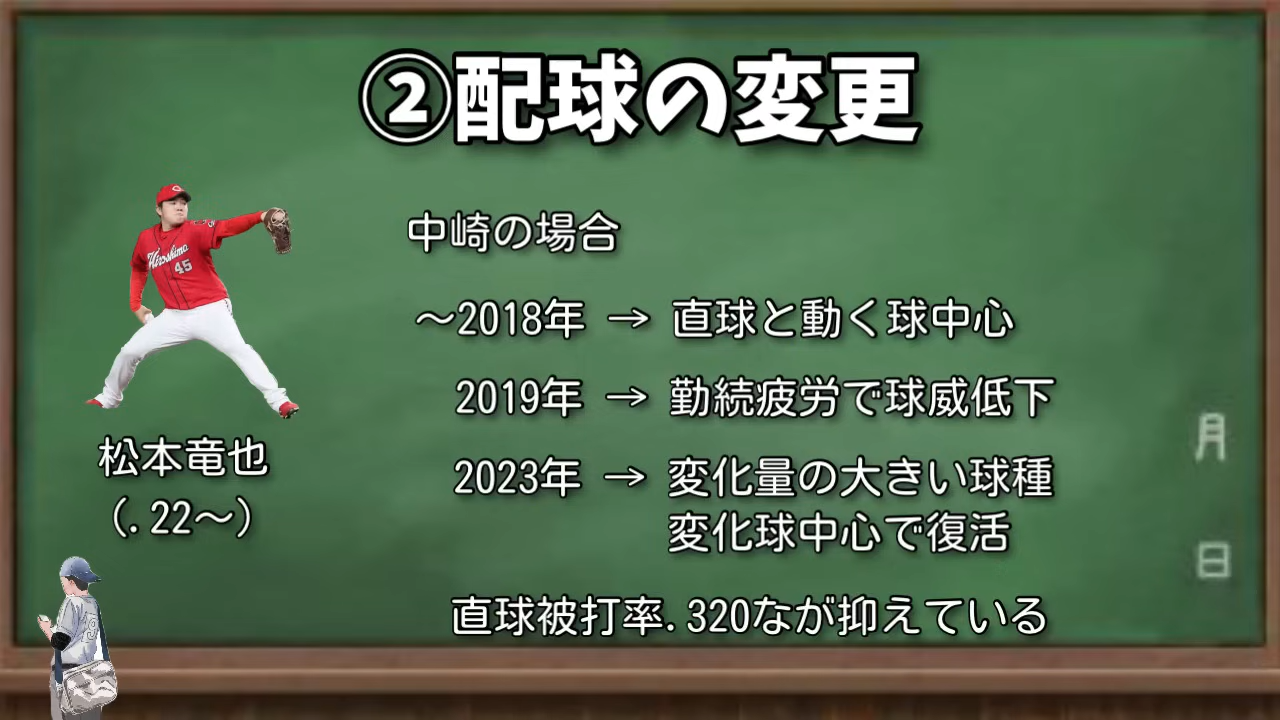 ②配球の変更
中崎の場合
～2018年 → 直球と動く球中心
2019年 → 勤続疲労で球威低下
2023年 → 変化量の大きい球種
変化球中心で復活
直球被打率.320なが抑えている
Hiroshima
45
松本竜也
(.22～)
月
日